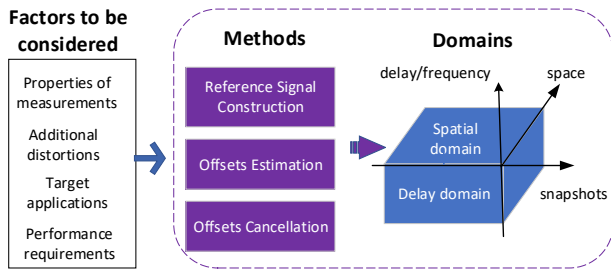 Factors to be
considered
Properties of
measurements
Additional
distortions
Target
applications
Performance
requirements
Methods
Reference Signal
Construction
Offsets Estimation
Offsets Cancellation
Domains
delay/frequency
space
Spatial
domain
Delay domain
snapshots